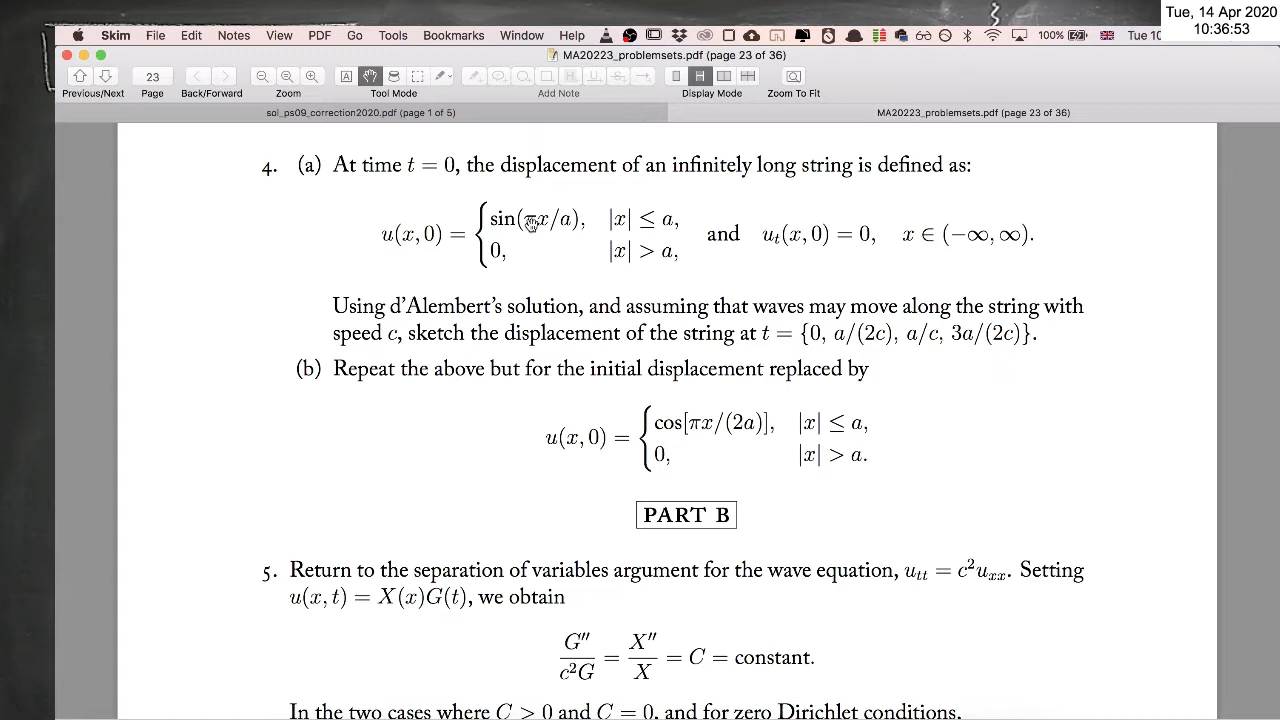 Tue, 14 Apr 2020
10:36:53
Skim File Edit Notes View PDF Go Tools Bookmarks Window Help 100% Tue 10
MA20223_problemsets.pdf (page 23 of 36)
23
Previous/Next Page Back/Forward Zoom Tool Mode Add Note Display Mode Zoom To Fit
sol_ps09_correction2020.pdf (page 1 of 5) MA20223_problemsets.pdf (page 23 of 36)
4. (a) At time t = 0, the displacement of an infinitely long string is defined as:
u(x, 0) = { sin(πx/a), |x| ≤ a,
0, |x| > a, and u_t(x, 0) = 0, x ∈ (−∞, ∞).
Using d'Alembert's solution, and assuming that waves may move along the string with
speed c, sketch the displacement of the string at t = {0, a/(2c), a/c, 3a/(2c)}.
(b) Repeat the above but for the initial displacement replaced by
u(x, 0) = { cos[πx/(2a)], |x| ≤ a,
0, |x| > a.
PART B
5. Return to the separation of variables argument for the wave equation, u_tt = c²u_xx. Setting
u(x, t) = X(x)G(t), we obtain
G″/c²G = X″/X = C = constant.
In the two cases where C > 0 and C = 0, and for zero Dirichlet conditions,